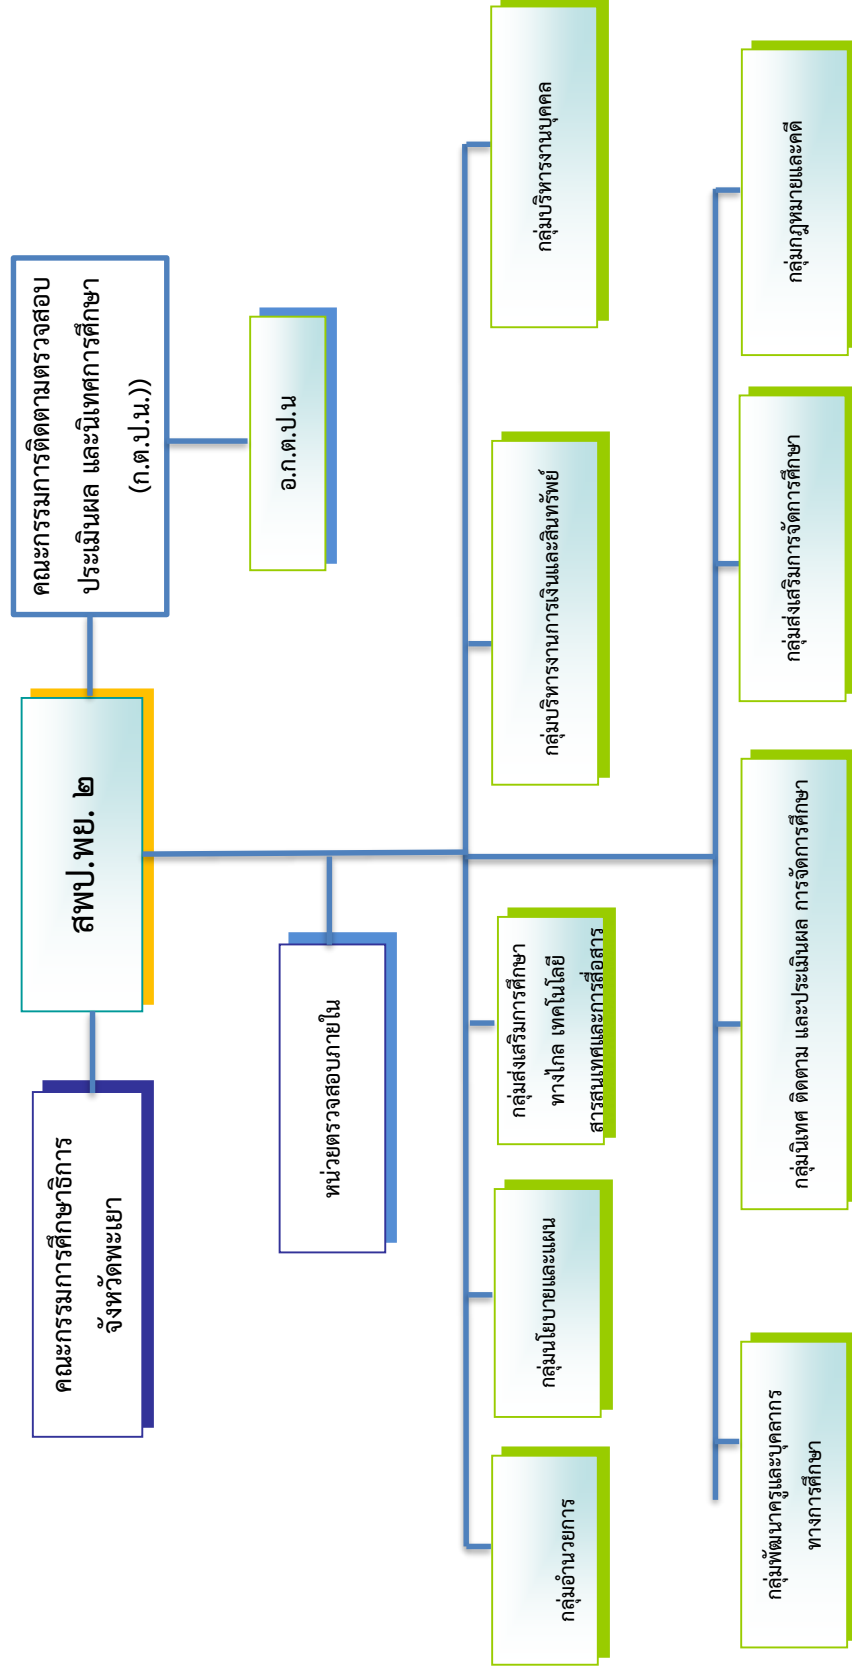 สพป.พย. ๒
คณะกรรมการศึกษาธิการ
จังหวัดพะเยา
คณะกรรมการติดตามตรวจสอบ
ประเมินผล และนิเทศการศึกษา
(ก.ต.ป.น.))
อ.ก.ต.ป.น
หน่วยตรวจสอบภายใน
กลุ่มอำนวยการ
กลุ่มนโยบายและแผน
กลุ่มส่งเสริมการศึกษา
ทางไกล เทคโนโลยี
สารสนเทศและการสื่อสาร
กลุ่มบริหารงานการเงินและสินทรัพย์
กลุ่มบริหารงานบุคคล
กลุ่มพัฒนาครูและบุคลากร
ทางการศึกษา
กลุ่มนิเทศ ติดตาม และประเมินผล การจัดการศึกษา
กลุ่มส่งเสริมการจัดการศึกษา
กลุ่มกฎหมายและคดี